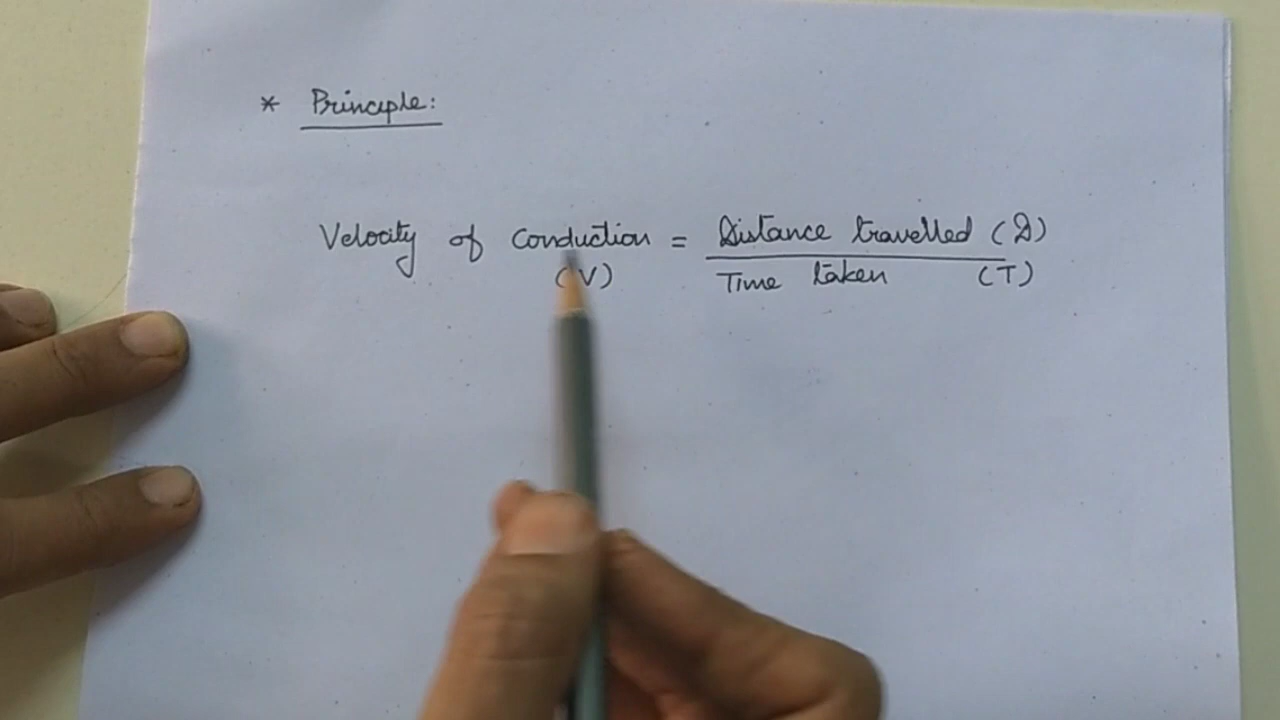 * Principle:
Velocity of Conduction = Distance travelled (D)
(V) Time taken (T)